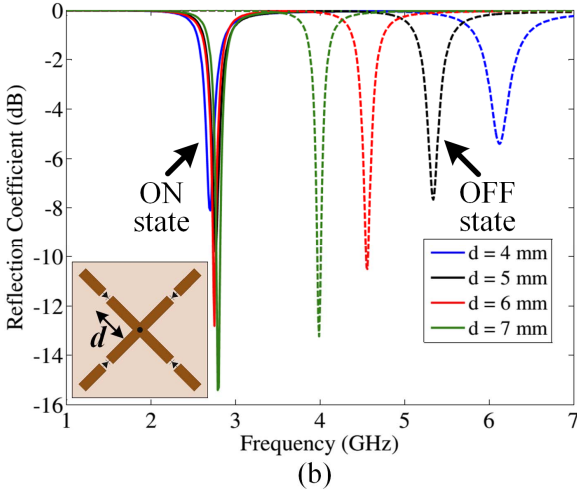 0
-2
-4
-6
-8
-10
-12
-14
-16
Reflection Coefficient (dB)
ON
state
OFF
state
d = 4 mm
d = 5 mm
d = 6 mm
d = 7 mm
d
1
2
3
4
5
6
7
Frequency (GHz)
(b)